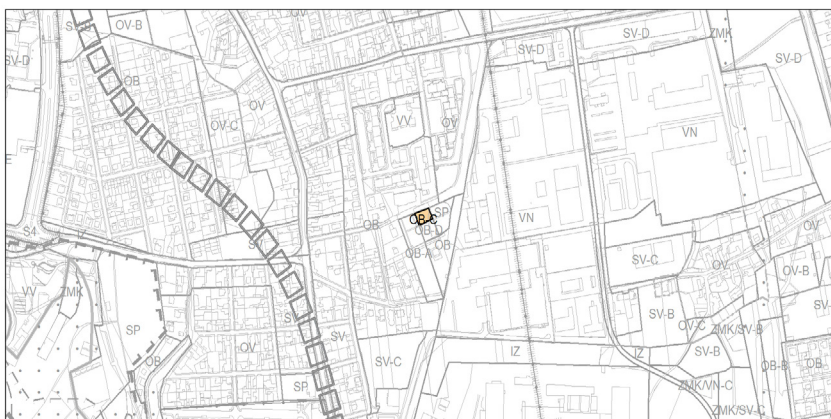 OV-B
SV-D
OB
OV
OV-C
SV-D
SV-D
ZMK
SV-D
VN
VV
OV
VN
SP
OB-C
OB
OB-D
OB
OB-A
S4
IZ
VV
ZMK
SP
OB
OV
SV
SP
SV-C
SV-C
OV
OV
OV-B
SV-B
OV-C
ZMK/SV-B
SV-B
IZ
IZ
OB-B
OB
ZMK/VN-C
ZMK/SV-C